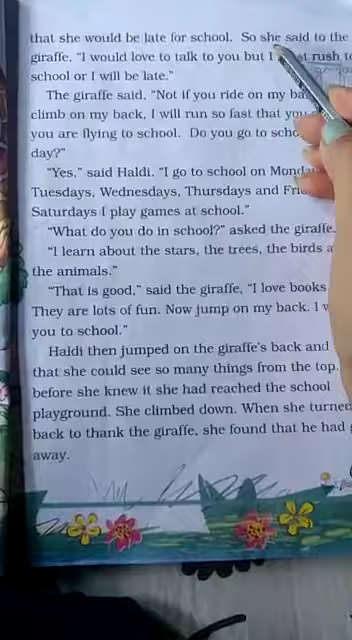 that she would be late for school. So she said to the
giraffe, "I would love to talk to you but I rush to
school or I will be late."
The giraffe said, "Not if you ride on my
climb on my back, I will run so fast that you
you are flying to school. Do you go to
day?"
"Yes," said Haldi. "I go to school on
Tuesdays, Wednesdays, Thursdays and
Saturdays I play games at school."
"What do you do in school?" asked the giraffe.
"I learn about the stars, the trees, the birds
the animals."
"That is good," said the giraffe, "I love books
They are lots of fun. Now jump on my back. I
you to school."
Haldi then jumped on the giraffe's back and
that she could see so many things from the top.
before she knew it she had reached the school
playground. She climbed down. When she turned
back to thank the giraffe, she found that he had
away.